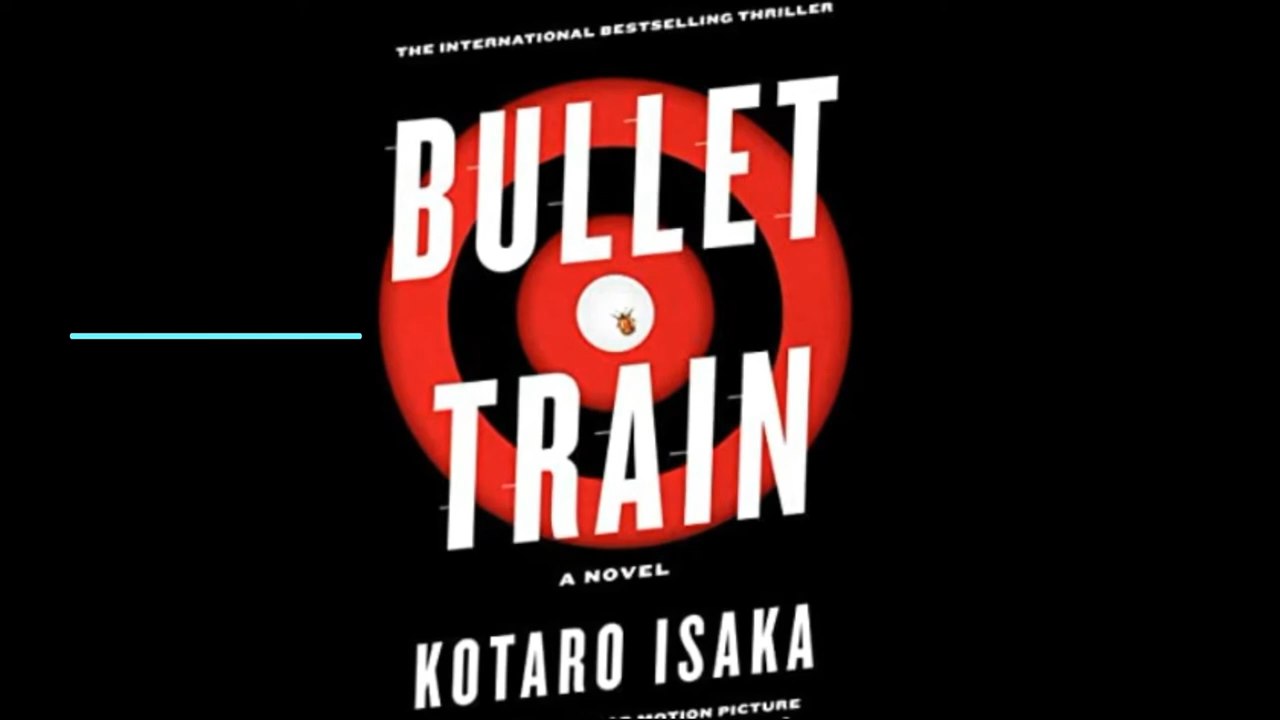 THE INTERNATIONAL BESTSELLING THRILLER
BULLET
TRAIN
A NOVEL
KOTARO ISAKA
MOTION PICTURE